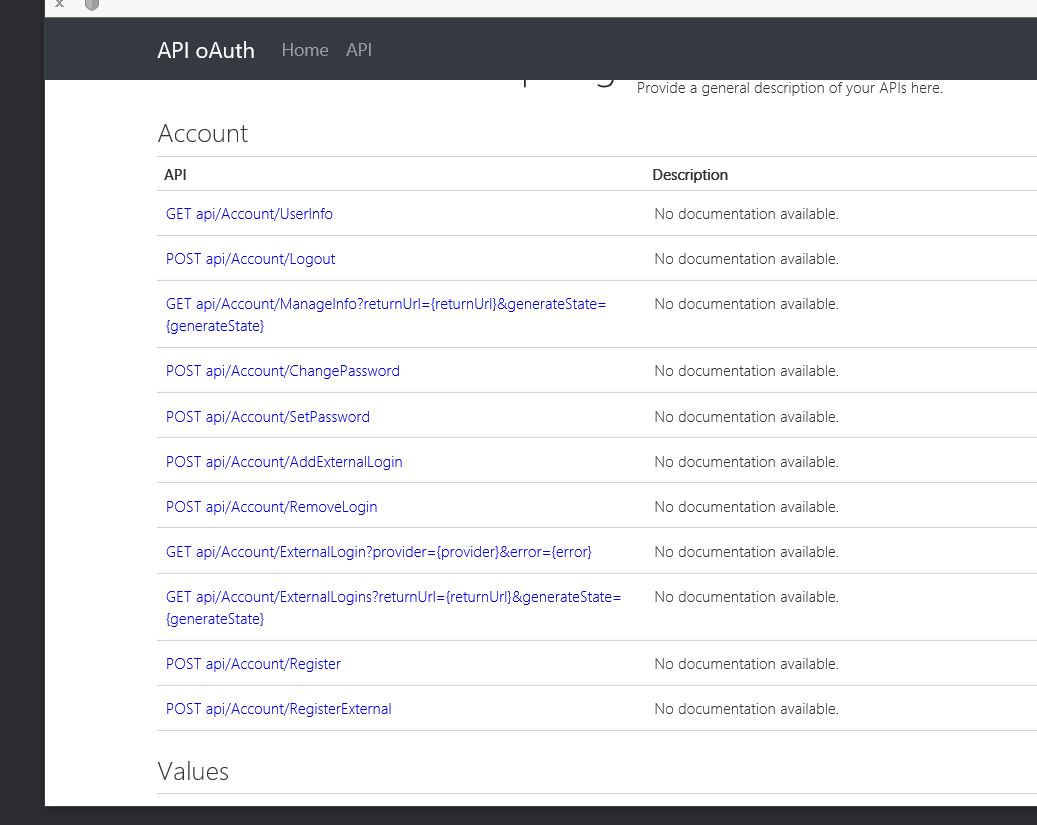 API oAuth Home API
Provide a general description of your APIs here.
Account
API Description
GET api/Account/UserInfo No documentation available.
POST api/Account/Logout No documentation available.
GET api/Account/ManageInfo?returnUrl={returnUrl}&generateState= No documentation available.
{generateState}
POST api/Account/ChangePassword No documentation available.
POST api/Account/SetPassword No documentation available.
POST api/Account/AddExternalLogin No documentation available.
POST api/Account/RemoveLogin No documentation available.
GET api/Account/ExternalLogin?provider={provider}&error={error} No documentation available.
GET api/Account/ExternalLogins?returnUrl={returnUrl}&generateState= No documentation available.
{generateState}
POST api/Account/Register No documentation available.
POST api/Account/RegisterExternal No documentation available.
Values